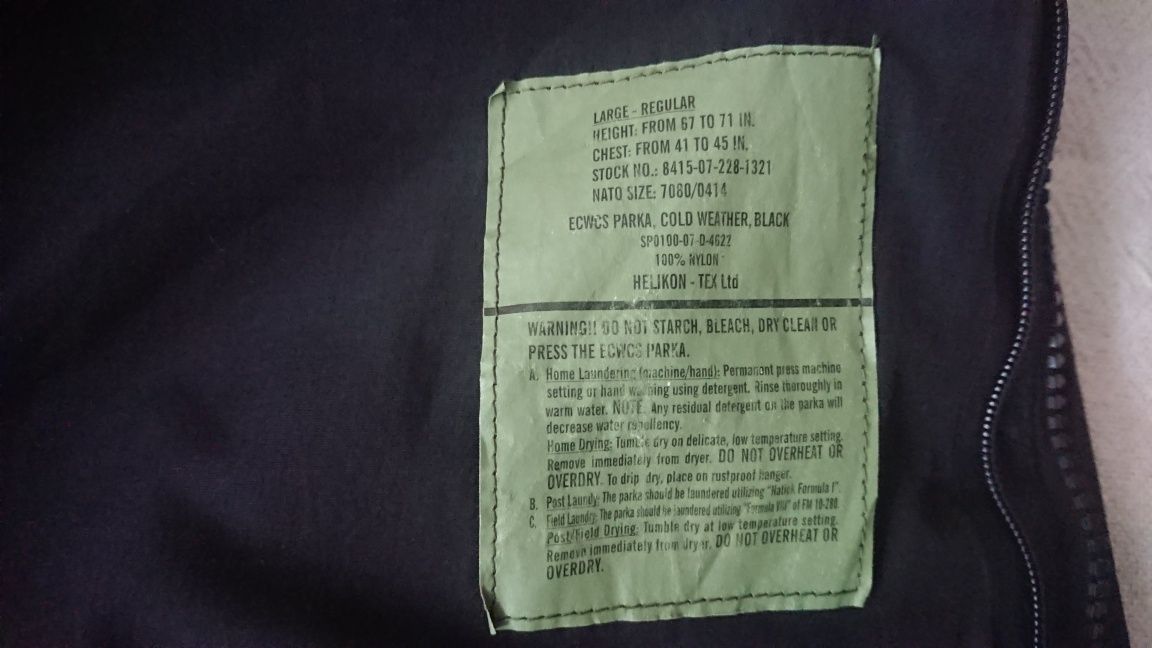 LARGE - REGULAR
HEIGHT: FROM 67 TO 71 IN.
CHEST: FROM 41 TO 45 IN.
STOCK NO.: 8415-07-228-1321
NATO SIZE: 7080/0414
ECWCS PARKA, COLD WEATHER, BLACK
SP0100-07-D-4622
100% NYLON
HELIKON - TEX Ltd
WARNING!! DO NOT STARCH, BLEACH, DRY CLEAN OR
PRESS THE ECWCS PARKA.
A. Home Laundering (machine/hand): Permanent press machine
setting or hand washing using detergent. Rinse thoroughly in
warm water. NOTE: Any residual detergent on the parka will
decrease water repellency.
Home Drying: Tumble dry on delicate, low temperature setting.
Remove immediately from dryer. DO NOT OVERHEAT OR
OVERDRY. To drip dry, place on rustproof hanger.
B. Post Laundy: The parka should be laundered utilizing "Natick Formula I".
C. Field Laundry: The parka should be laundered utilizing "Formula VIII" of FM 10-280.
Post/Field Drying: Tumble dry at low temperature setting.
Remove immediately from dryer. DO NOT OVERHEAT OR
OVERDRY.